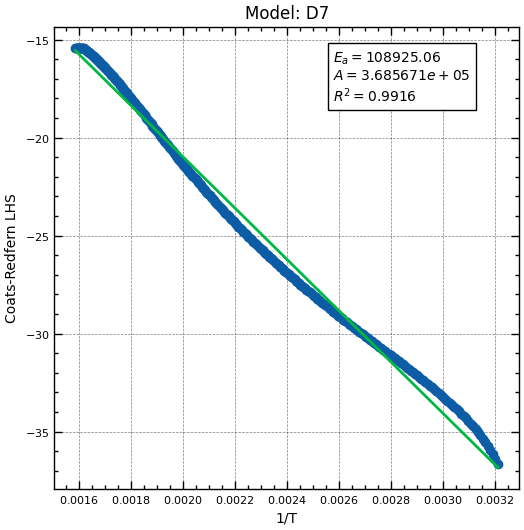 Model: D7
E_a = 108925.06
A = 3.685671e + 05
R^2 = 0.9916
Coats-Redfern LHS
−15
−20
−25
−30
−35
0.0016 0.0018 0.0020 0.0022 0.0024 0.0026 0.0028 0.0030 0.0032
1/T